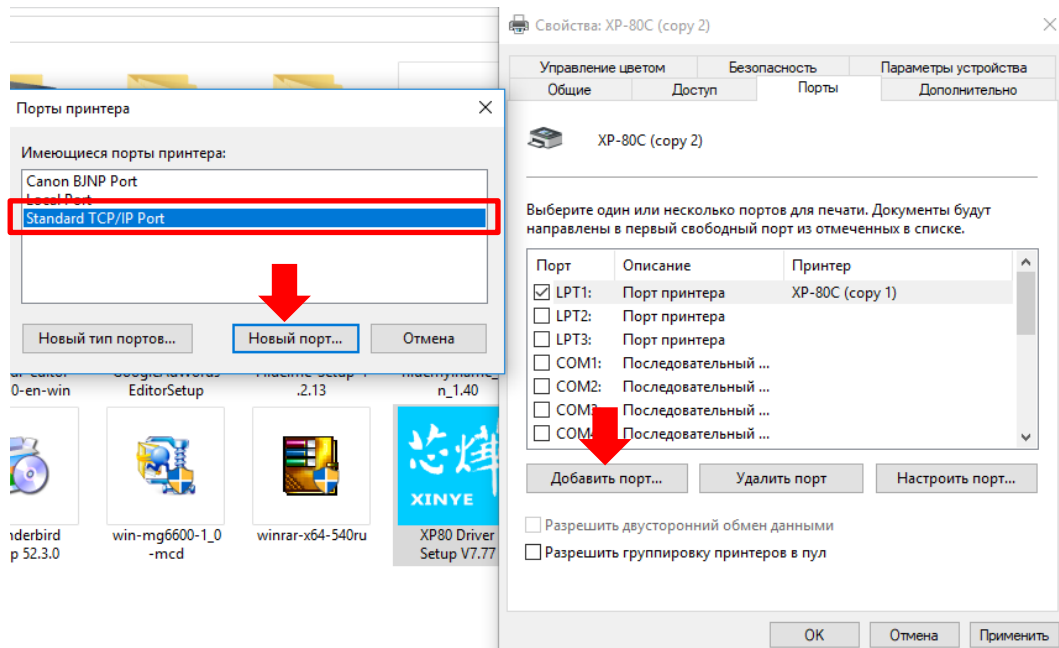 Порты принтера
Имеющиеся порты принтера:
Canon BJNP Port
Local Port
Standard TCP/IP Port
Новый тип портов...
Новый порт...
Отмена
0-en-win
EditorSetup
.2.13
n_1.40
芯烨
XINYE
nderbird
p 52.3.0
win-mg6600-1_0
-mcd
winrar-x64-540ru
XP80 Driver
Setup V7.77
Свойства: XP-80C (copy 2)
Управление цветом
Безопасность
Параметры устройства
Общие
Доступ
Порты
Дополнительно
XP-80C (copy 2)
Выберите один или несколько портов для печати. Документы будут
направлены в первый свободный порт из отмеченных в списке.
Порт Описание Принтер
LPT1: Порт принтера XP-80C (copy 1)
LPT2: Порт принтера
LPT3: Порт принтера
COM1: Последовательный ...
COM2: Последовательный ...
COM3: Последовательный ...
COM4: Последовательный ...
Добавить порт...
Удалить порт
Настроить порт...
Разрешить двусторонний обмен данными
Разрешить группировку принтеров в пул
OK
Отмена
Применить